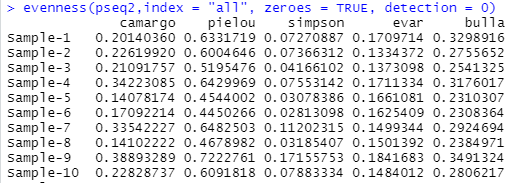 > evenness(pseq2,index = "all", zeroes = TRUE, detection = 0)
camargo pielou simpson evar bulla
Sample-1 0.20140360 0.6331719 0.07270887 0.1709714 0.3298916
Sample-2 0.22619920 0.6004646 0.07366312 0.1334372 0.2755652
Sample-3 0.21091757 0.5195476 0.04166102 0.1373098 0.2541325
Sample-4 0.34223085 0.6429969 0.07553142 0.1711334 0.3176017
Sample-5 0.14078174 0.4544002 0.03078386 0.1661081 0.2310307
Sample-6 0.17092214 0.4450266 0.02813098 0.1625409 0.2308364
Sample-7 0.33542227 0.6482503 0.11202315 0.1499344 0.2924694
Sample-8 0.14102222 0.4678982 0.03185407 0.1501392 0.2384971
Sample-9 0.38893289 0.7222761 0.17155753 0.1841683 0.3491324
Sample-10 0.22828737 0.6091818 0.07883334 0.1484012 0.2806217